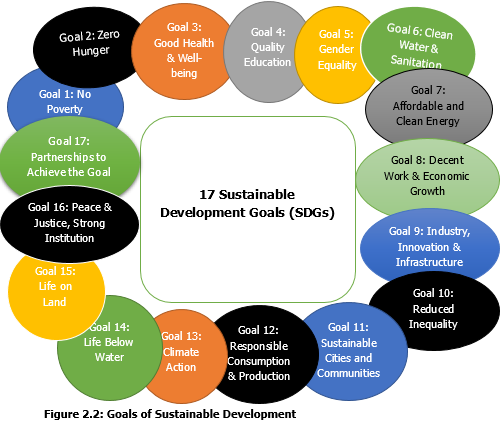 Goal 1: No
Poverty
Goal 2: Zero
Hunger
Goal 3:
Good Health
& Well-
being
Goal 4:
Quality
Education
Goal 5:
Gender
Equality
Goal 6: Clean
Water &
Sanitation
Goal 7:
Affordable and
Clean Energy
Goal 8: Decent
Work & Economic
Growth
Goal 9: Industry,
Innovation &
Infrastructure
Goal 10:
Reduced
Inequality
Goal 11:
Sustainable
Cities and
Communities
Goal 12:
Responsible
Consumption
& Production
Goal 13:
Climate
Action
Goal 14:
Life Below
Water
Goal 15:
Life on
Land
Goal 16: Peace &
Justice, Strong
Institution
Goal 17:
Partnerships to
Achieve the Goal
17 Sustainable
Development Goals (SDGs)
Figure 2.2: Goals of Sustainable Development